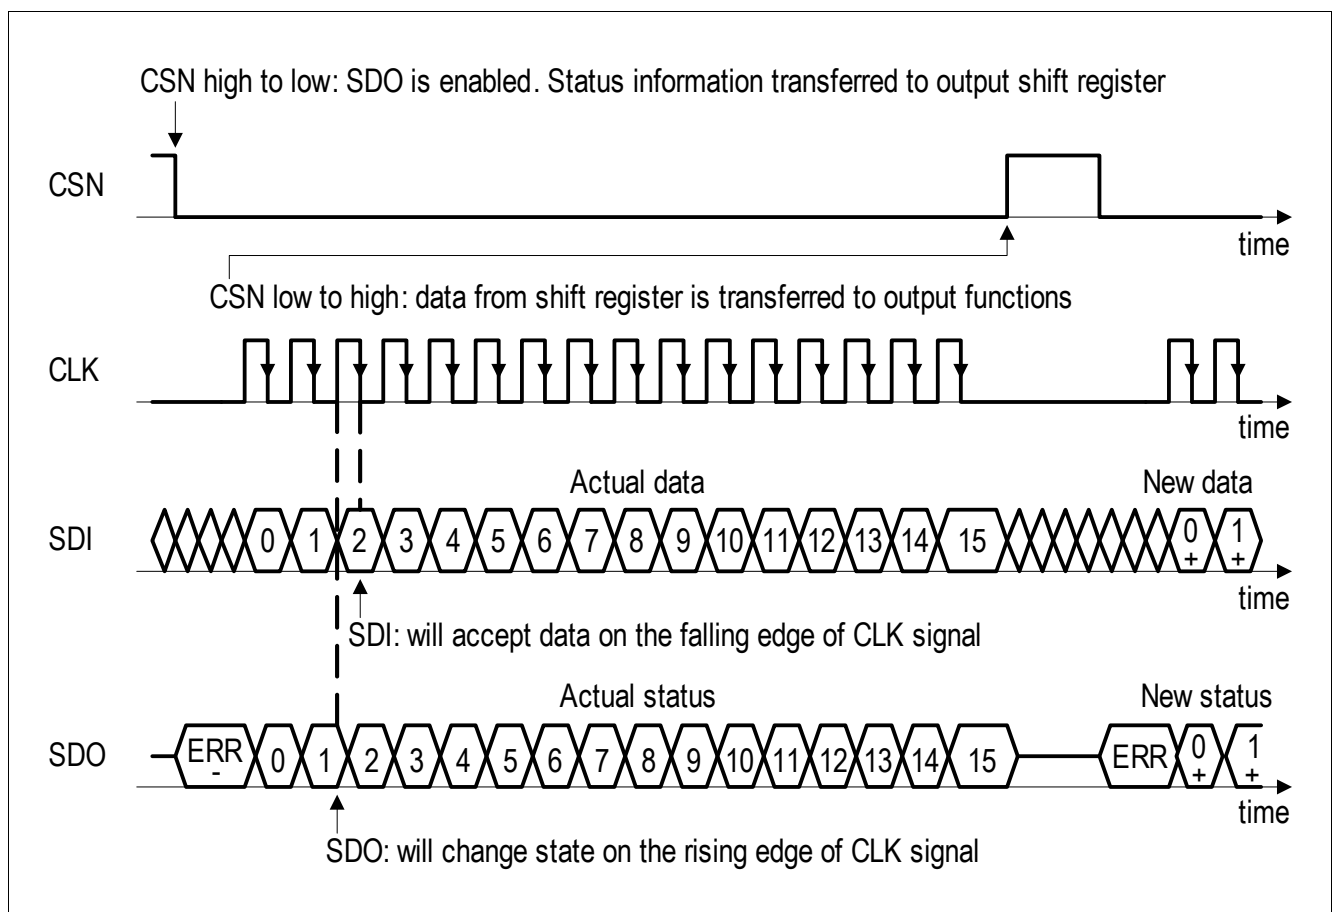 CSN high to low: SDO is enabled. Status information transferred to output shift register
CSN
time
CSN low to high: data from shift register is transferred to output functions
CLK
time
Actual data
New data
SDI
0 1 2 3 4 5 6 7 8 9 10 11 12 13 14 15 0 1
+ +
time
SDI: will accept data on the falling edge of CLK signal
Actual status
New status
SDO
ERR 0 1 2 3 4 5 6 7 8 9 10 11 12 13 14 15 ERR 0 1
- + +
time
SDO: will change state on the rising edge of CLK signal